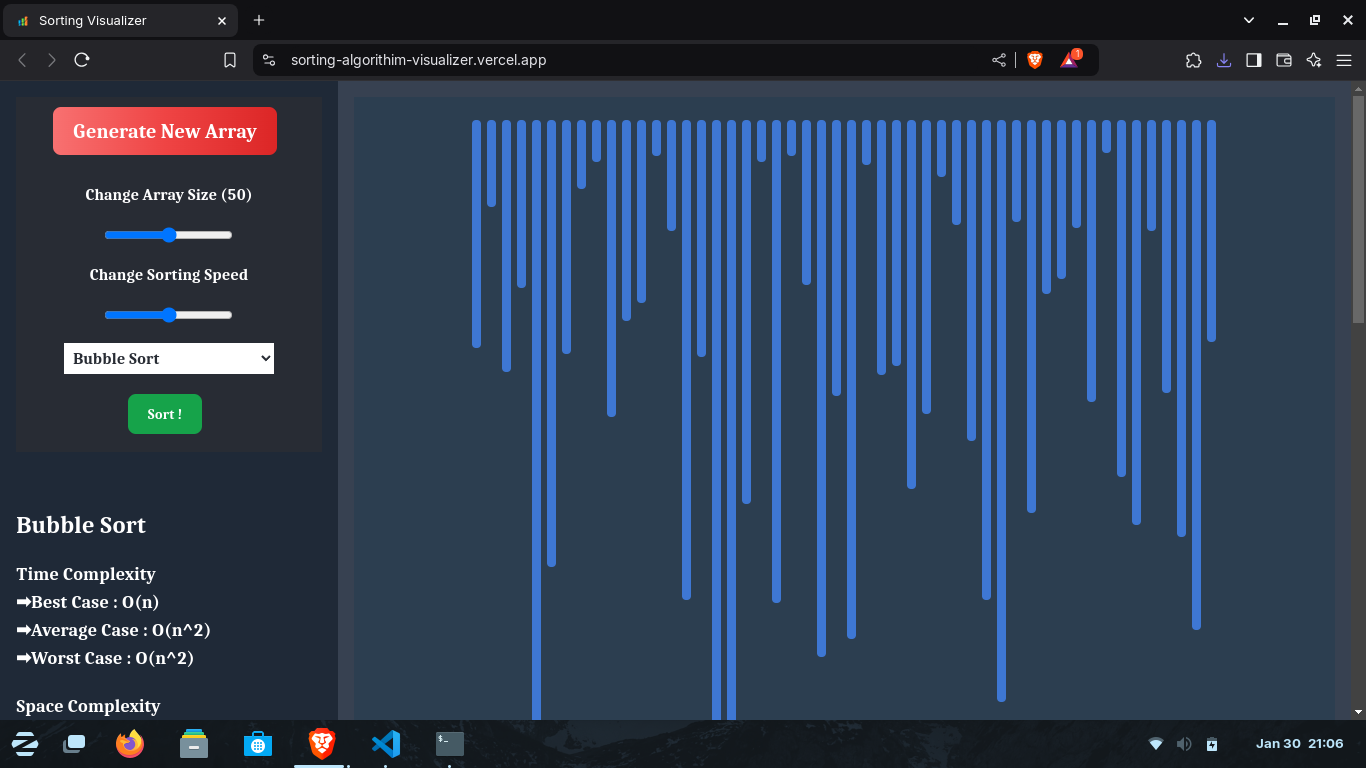 Sorting Visualizer
sorting-algorithim-visualizer.vercel.app
1
Generate New Array
Change Array Size (50)
Change Sorting Speed
Bubble Sort
Sort !
Bubble Sort
Time Complexity
➡Best Case : O(n)
➡Average Case : O(n^2)
➡Worst Case : O(n^2)
Space Complexity
$_
Jan 30 21:06